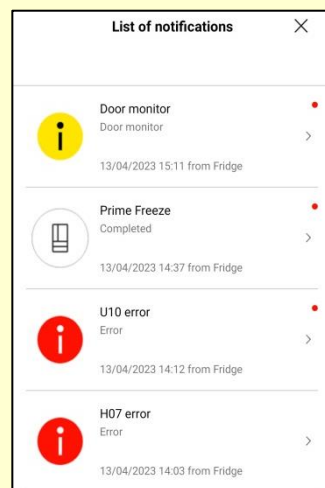 List of notifications
Door monitor
Door monitor
13/04/2023 15:11 from Fridge
Prime Freeze
Completed
13/04/2023 14:37 from Fridge
U10 error
Error
13/04/2023 14:12 from Fridge
H07 error
Error
13/04/2023 14:03 from Fridge